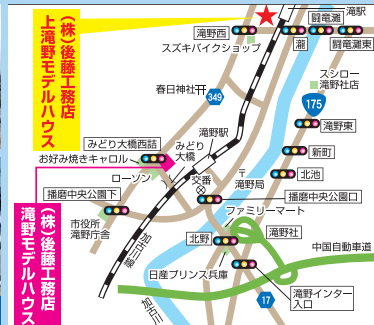 滝駅
(株)後藤工務店
上滝野モデルハウス
滝野西
スズキバイクショップ
闘竜灘
瀧
闘竜灘東
スシロー
滝野社店
春日神社
349
175
滝野東
みどり大橋西詰
みどり
大橋
滝野駅
お好み焼きキャロル
ローソン
新町
交番
〒
滝野局
北池
播磨中央公園下
播磨中央公園口
ファミリーマート
(株)後藤工務店
滝野モデルハウス
市役所
滝野庁舎
加古川線
北野
滝野社
中国自動車道
日産プリンス兵庫
滝野インター
入口
17
加古川